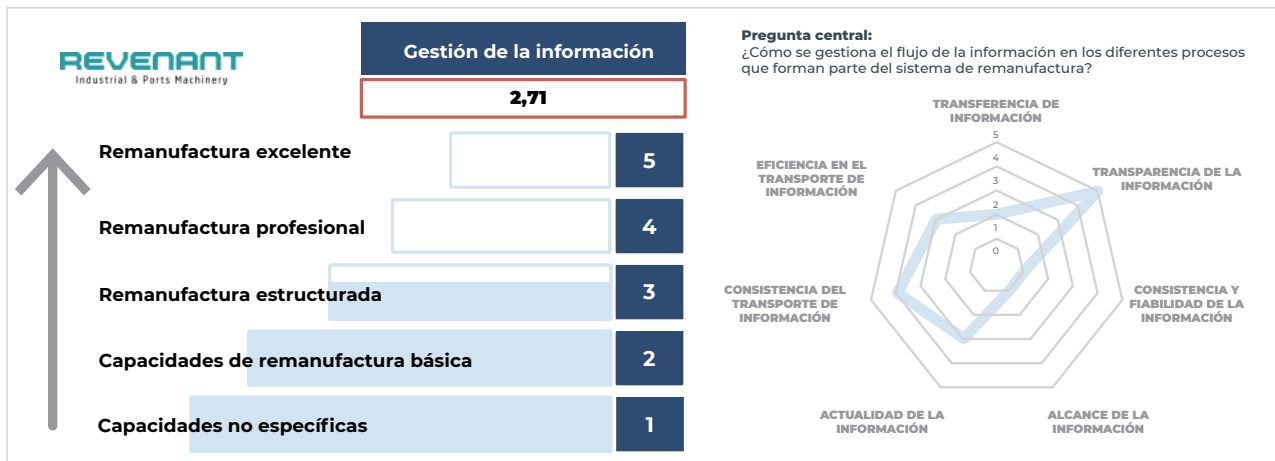 REVENANT
Industrial & Ports Machinery
Gestión de la información
2,71
Remanufactura excelente
5
Remanufactura profesional
4
Remanufactura estructurada
3
Capacidades de remanufactura básica
2
Capacidades no específicas
1
Pregunta central:
¿Cómo se gestiona el flujo de la información en los diferentes procesos
que forman parte del sistema de remanufactura?
TRANSFERENCIA DE
INFORMACIÓN
5
4
3
2
1
0
TRANSPARENCIA DE LA
INFORMACIÓN
CONSISTENCIA Y
FIABILIDAD DE LA
INFORMACIÓN
ALCANCE DE LA
INFORMACIÓN
ACTUALIDAD DE LA
INFORMACIÓN
CONSISTENCIA DEL
TRANSPORTE DE
INFORMACIÓN
EFICIENCIA EN EL
TRANSPORTE DE
INFORMACIÓN